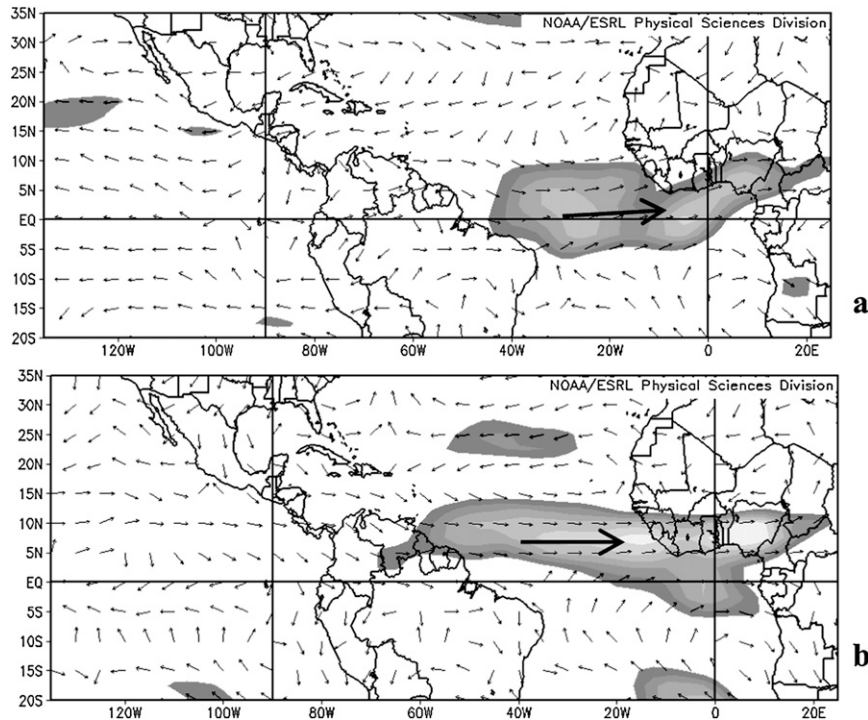 NOAA/ESRL Physical Sciences Division
35N
30N
25N
20N
15N
10N
5N
EQ
5S
10S
15S
20S
120W 100W 80W 60W 40W 20W 0 20E
a
NOAA/ESRL Physical Sciences Division
35N
30N
25N
20N
15N
10N
5N
EQ
5S
10S
15S
20S
120W 100W 80W 60W 40W 20W 0 20E
b